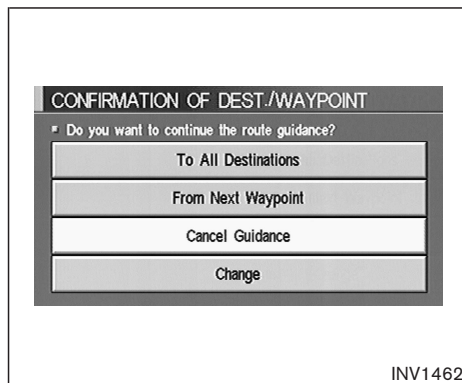 CONFIRMATION OF DEST./WAYPOINT
Do you want to continue the route guidance?
To All Destinations
From Next Waypoint
Cancel Guidance
Change
INV1462